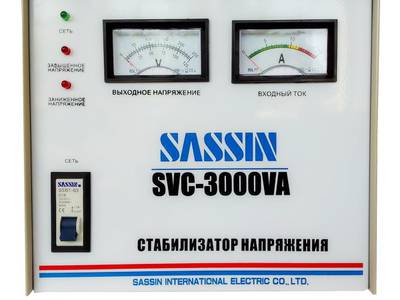 СЕТЬ
ЗАВЫШЕННОЕ
НАПРЯЖЕНИЕ
ЗАНИЖЕННОЕ
НАПРЯЖЕНИЕ
V
A
ВЫХОДНОЕ НАПРЯЖЕНИЕ
ВХОДНЫЙ ТОК
SASSIN
SVC-3000VA
СЕТЬ
SASSIN
СТАБИЛИЗАТОР НАПРЯЖЕНИЯ
SASSIN INTERNATIONAL ELECTRIC CO., LTD.